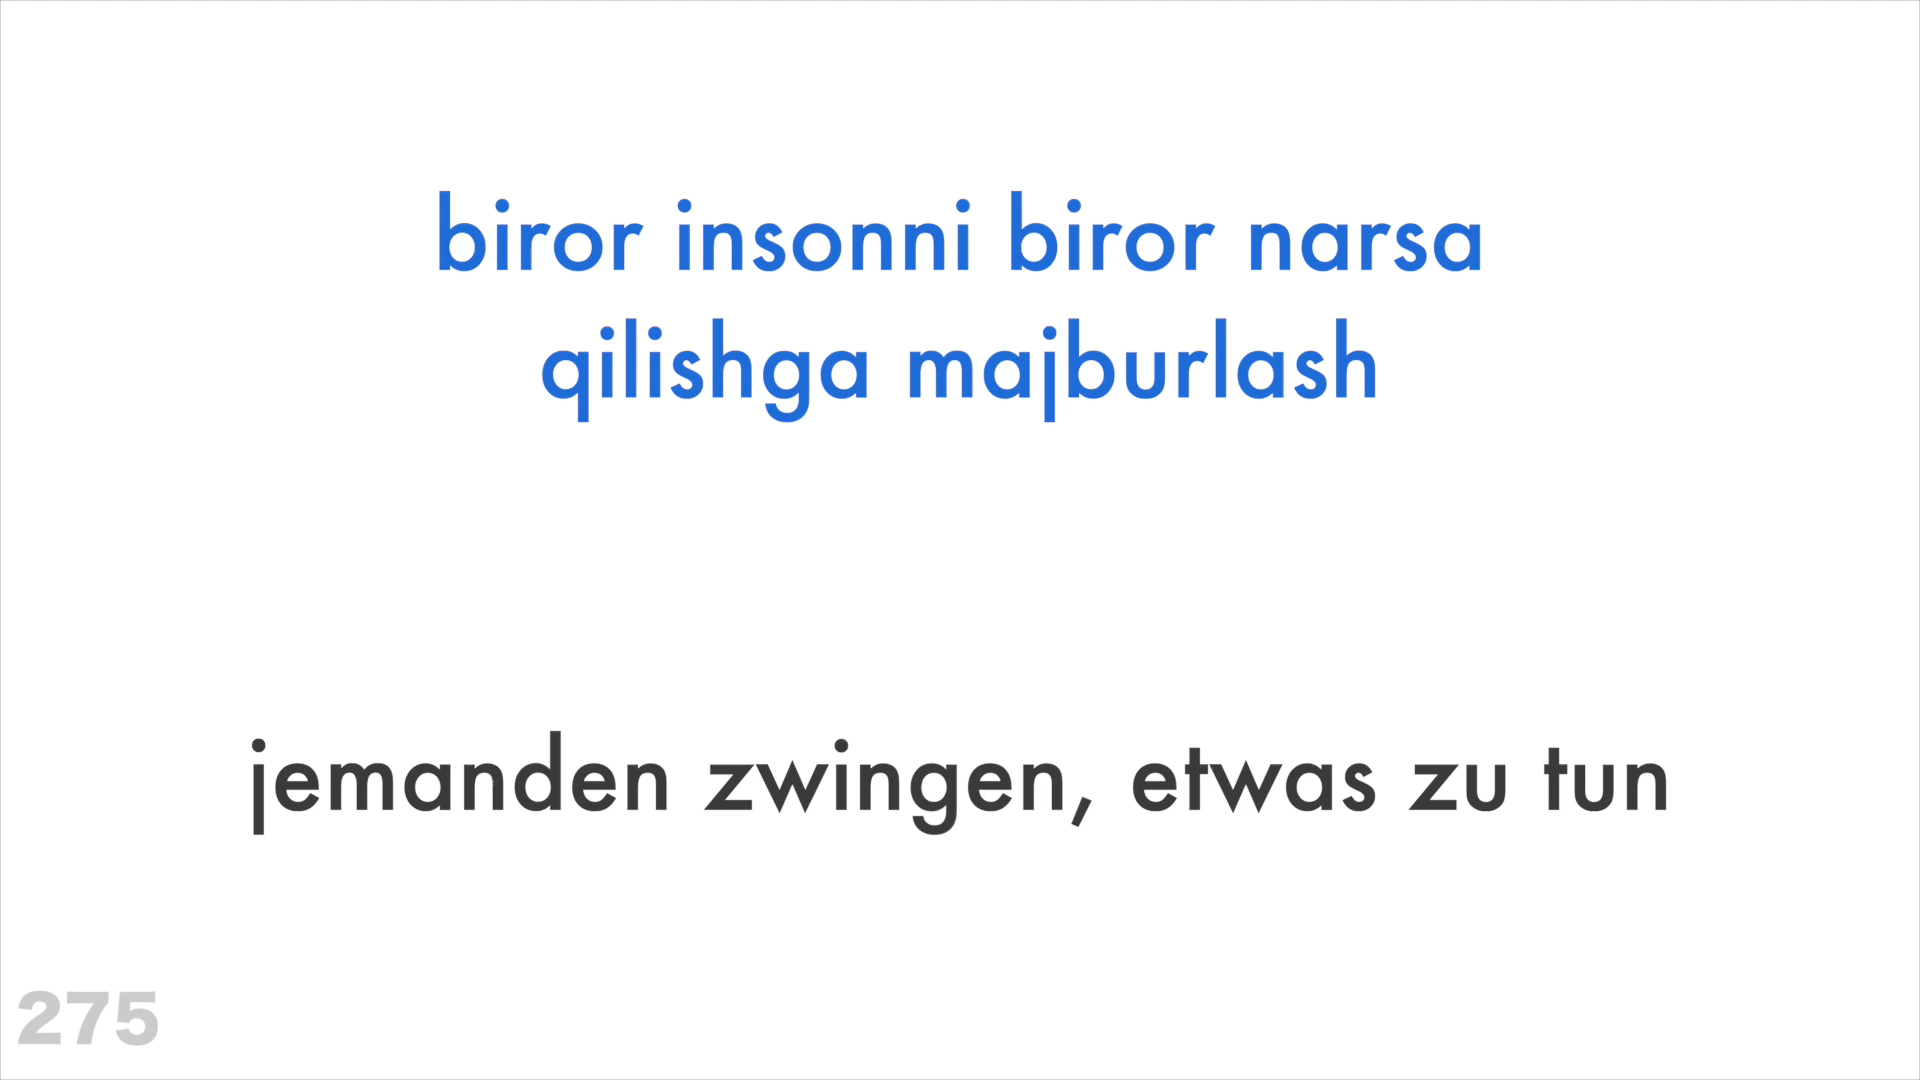 biror insonni biror narsa
qilishga majburlash
jemanden zwingen, etwas zu tun
275